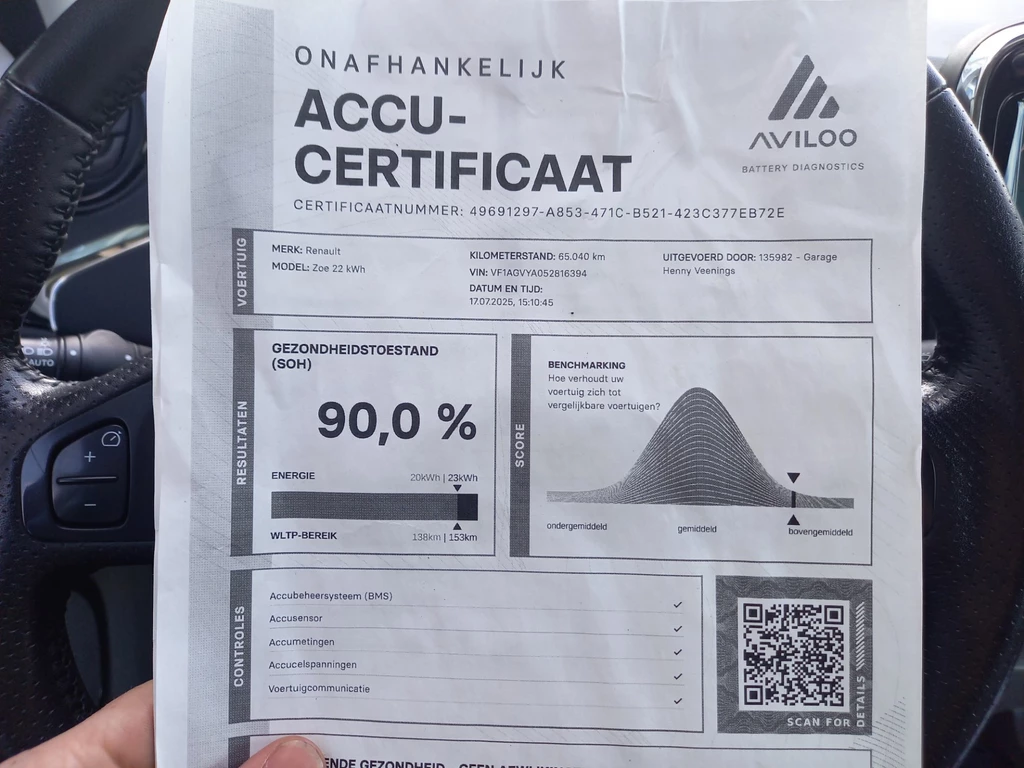 ONAFHANKELIJK
ACCU-
CERTIFICAAT
CERTIFICAATNUMMER: 49691297-A853-471C-B521-423C377EB72E
AVILOO
BATTERY DIAGNOSTICS
VOERTUIG
MERK: Renault
MODEL: Zoe 22 kWh
KILOMETERSTAND: 65.040 km
VIN: VF1AGVYA052816394
DATUM EN TIJD:
17.07.2025, 15:10:45
UITGEVOERD DOOR: 135982 - Garage
Henny Veenings
RESULTATEN
GEZONDHEIDSTOESTAND
(SOH)
90,0 %
ENERGIE
20kWh | 23kWh
WLTP-BEREIK
138km | 153km
SCORE
BENCHMARKING
Hoe verhoudt uw
voertuig zich tot
vergelijkbare voertuigen?
ondergemiddeld
gemiddeld
bovengemiddeld
CONTROLES
Accubeheersysteem (BMS)
Accusensor
Accumetingen
Accucelspanningen
Voertuigcommunicatie
SCAN FOR DETAILS
AUTO
GEZONDHEID